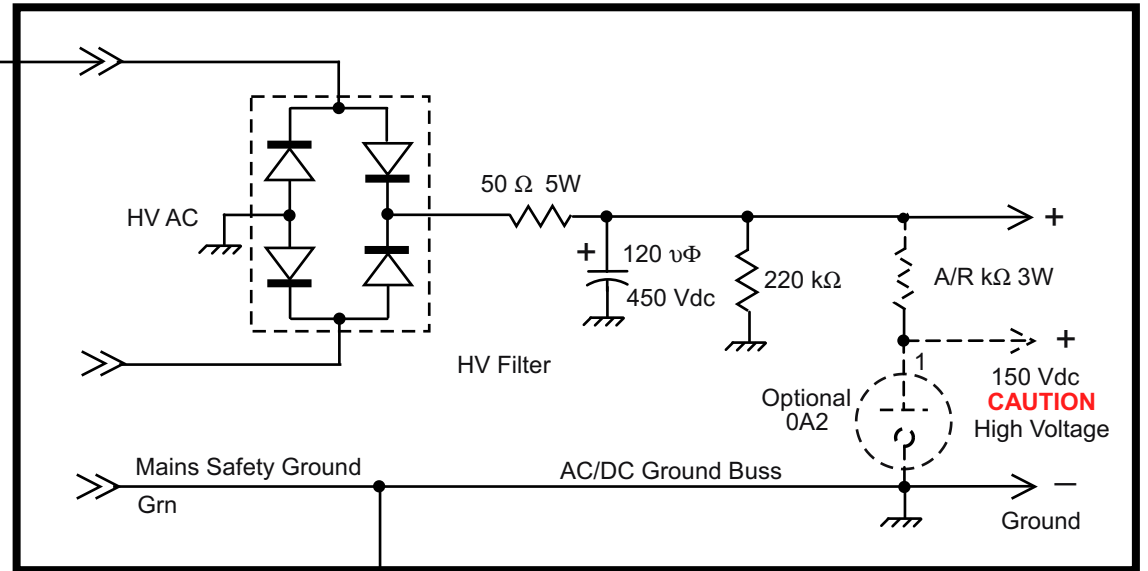 HV AC
50 Ω 5W
+
120 υΦ
450 Vdc
220 kΩ
+
A/R kΩ 3W
HV Filter
1
+
150 Vdc
CAUTION
High Voltage
Optional
0A2
Mains Safety Ground
Grn
AC/DC Ground Buss
–
Ground